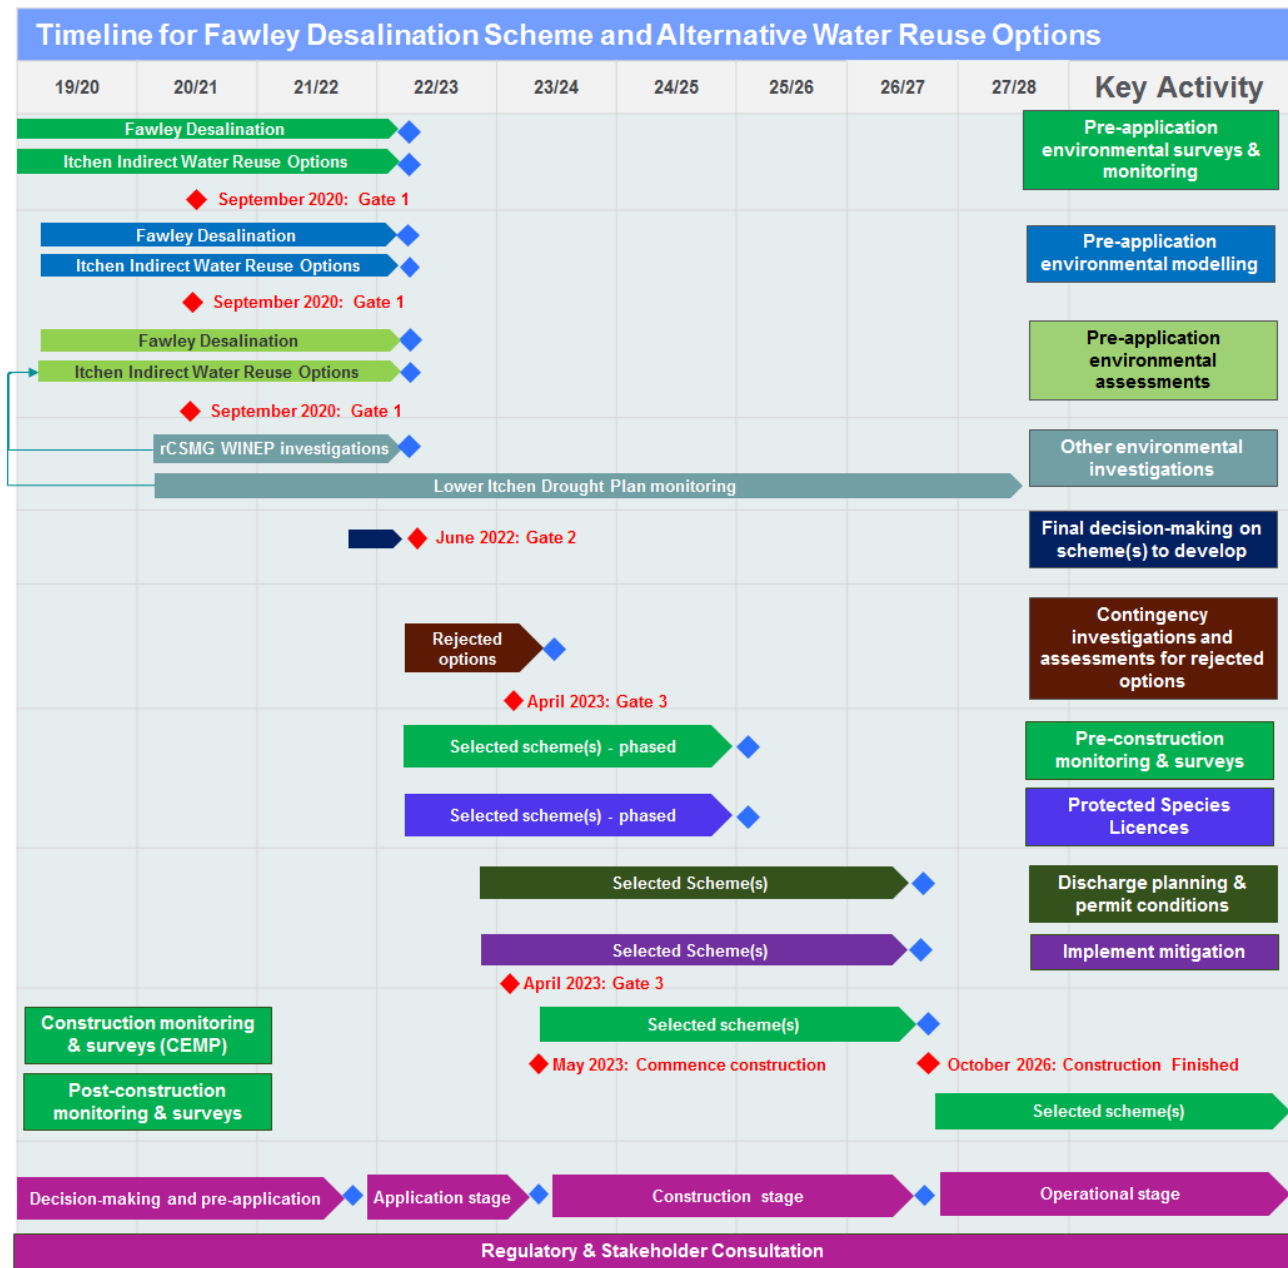 Timeline for Fawley Desalination Scheme and Alternative Water Reuse Options
19/20 20/21 21/22 22/23 23/24 24/25 25/26 26/27 27/28 Key Activity
Fawley Desalination
Itchen Indirect Water Reuse Options
September 2020: Gate 1
Pre-application
environmental surveys &
monitoring
Fawley Desalination
Itchen Indirect Water Reuse Options
September 2020: Gate 1
Pre-application
environmental modelling
Fawley Desalination
Itchen Indirect Water Reuse Options
September 2020: Gate 1
Pre-application
environmental
assessments
rCSMG WINEP investigations
Lower Itchen Drought Plan monitoring
Other environmental
investigations
June 2022: Gate 2
Final decision-making on
scheme(s) to develop
Rejected
options
April 2023: Gate 3
Contingency
investigations and
assessments for rejected
options
Selected scheme(s) - phased
Pre-construction
monitoring & surveys
Selected scheme(s) - phased
Protected Species
Licences
Selected Scheme(s)
Discharge planning &
permit conditions
Selected Scheme(s)
Implement mitigation
April 2023: Gate 3
Construction monitoring
& surveys (CEMP)
Selected scheme(s)
May 2023: Commence construction
October 2026: Construction Finished
Post-construction
monitoring & surveys
Selected scheme(s)
Decision-making and pre-application
Application stage
Construction stage
Operational stage
Regulatory & Stakeholder Consultation